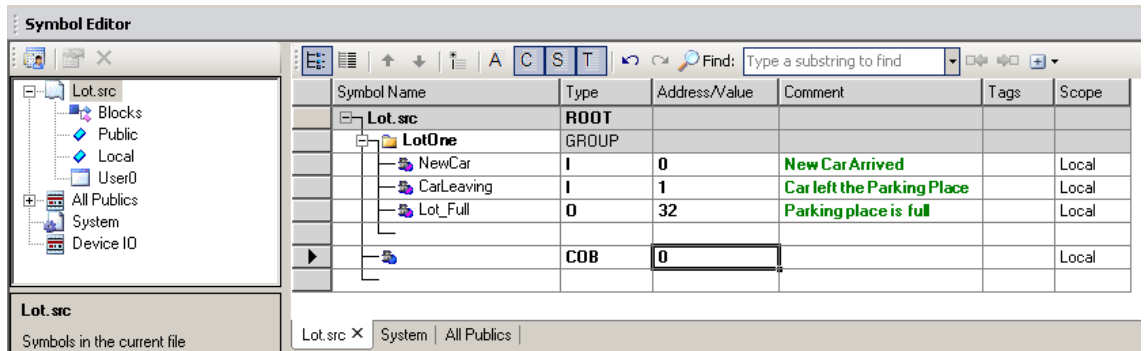 Symbol Editor
A C S T Find: Type a substring to find
Lot.src
Blocks
Public
Local
User0
All Publics
System
Device IO
Lot.src
Symbols in the current file
Symbol Name Type Address/Value Comment Tags Scope
Lot.src ROOT
LotOne GROUP
NewCar I 0 New Car Arrived Local
CarLeaving I 1 Car left the Parking Place Local
Lot_Full O 32 Parking place is full Local
COB 0 Local
Lot.src X System All Publics